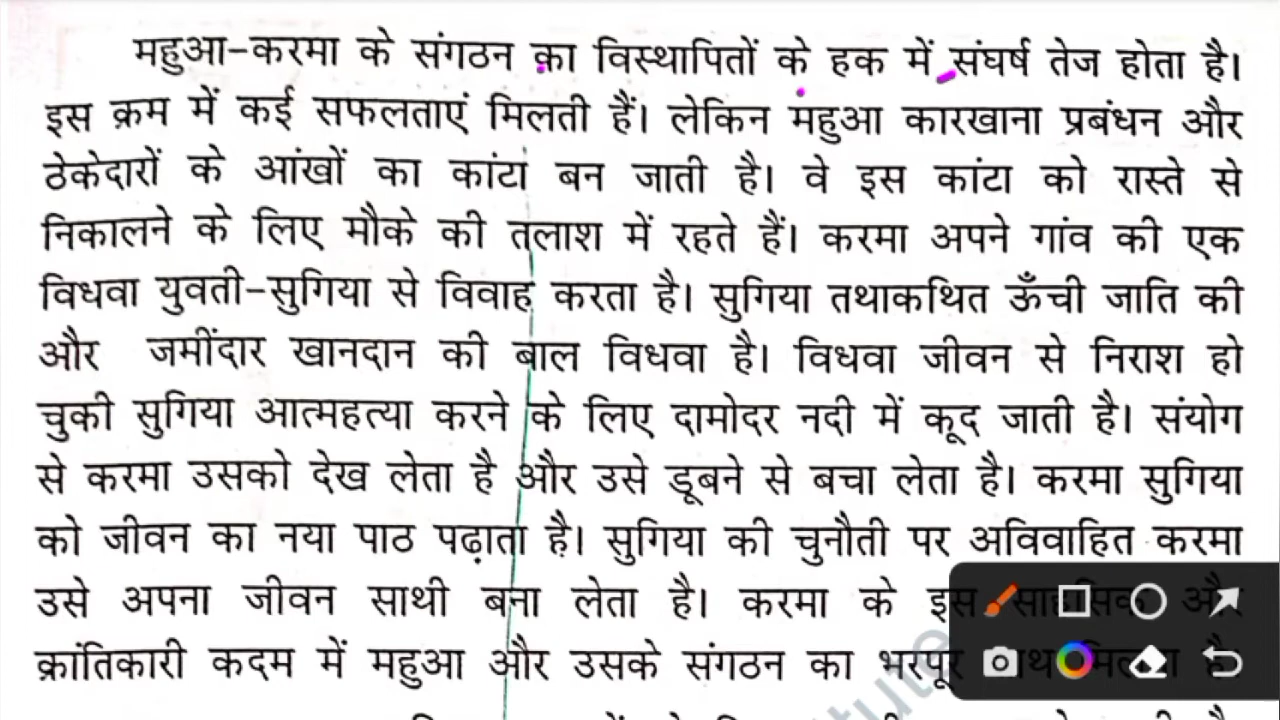 महुआ-करमा के संगठन का विस्थापितों के हक में संघर्ष तेज होता है।
इस क्रम में कई सफलताएं मिलती हैं। लेकिन महुआ कारखाना प्रबंधन और
ठेकेदारों के आंखों का कांटा बन जाती है। वे इस कांटा को रास्ते से
निकालने के लिए मौके की तलाश में रहते हैं। करमा अपने गांव की एक
विधवा युवती-सुगिया से विवाह करता है। सुगिया तथाकथित ऊँची जाति की
और जमींदार खानदान की बाल विधवा है। विधवा जीवन से निराश हो
चुकी सुगिया आत्महत्या करने के लिए दामोदर नदी में कूद जाती है। संयोग
से करमा उसको देख लेता है और उसे डूबने से बचा लेता है। करमा सुगिया
को जीवन का नया पाठ पढ़ाता है। सुगिया की चुनौती पर अविवाहित करमा
उसे अपना जीवन साथी बना लेता है। करमा के इस साहसिक और
क्रांतिकारी कदम में महुआ और उसके संगठन का भरपूर